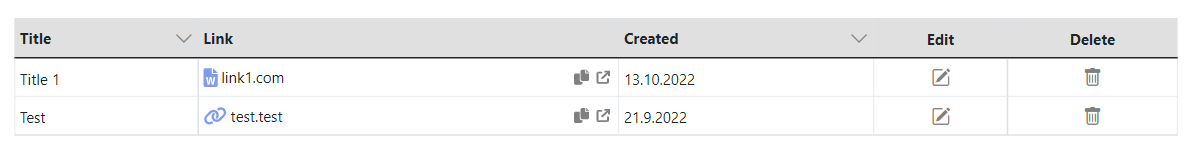 Title Link Created Edit Delete
Title 1 link1.com 13.10.2022
Test test.test 21.9.2022